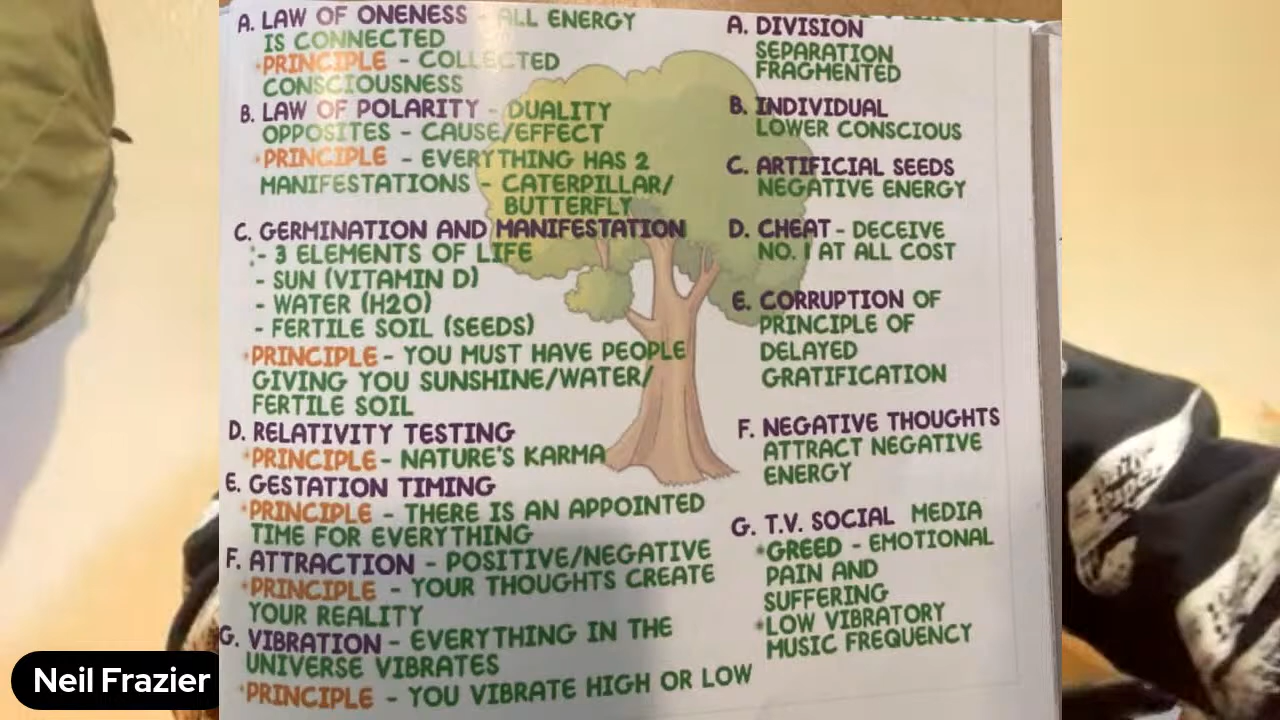 A. LAW OF ONENESS - ALL ENERGY
IS CONNECTED
*PRINCIPLE - COLLECTED
CONSCIOUSNESS
B. LAW OF POLARITY - DUALITY
OPPOSITES - CAUSE/EFFECT
*PRINCIPLE - EVERYTHING HAS 2
MANIFESTATIONS - CATERPILLAR/
BUTTERFLY
C. GERMINATION AND MANIFESTATION
- 3 ELEMENTS OF LIFE
- SUN (VITAMIN D)
- WATER (H2O)
- FERTILE SOIL (SEEDS)
*PRINCIPLE - YOU MUST HAVE PEOPLE
GIVING YOU SUNSHINE/WATER/
FERTILE SOIL
D. RELATIVITY TESTING
*PRINCIPLE - NATURE'S KARMA
E. GESTATION TIMING
*PRINCIPLE - THERE IS AN APPOINTED
TIME FOR EVERYTHING
F. ATTRACTION - POSITIVE/NEGATIVE
*PRINCIPLE - YOUR THOUGHTS CREATE
YOUR REALITY
G. VIBRATION - EVERYTHING IN THE
UNIVERSE VIBRATES
*PRINCIPLE - YOU VIBRATE HIGH OR LOW
A. DIVISION
SEPARATION
FRAGMENTED
B. INDIVIDUAL
LOWER CONSCIOUS
C. ARTIFICIAL SEEDS
NEGATIVE ENERGY
D. CHEAT - DECEIVE
NO. 1 AT ALL COST
E. CORRUPTION OF
PRINCIPLE OF
DELAYED
GRATIFICATION
F. NEGATIVE THOUGHTS
ATTRACT NEGATIVE
ENERGY
G. T.V. SOCIAL MEDIA
*GREED - EMOTIONAL
PAIN AND
SUFFERING
*LOW VIBRATORY
MUSIC FREQUENCY
Neil Frazier